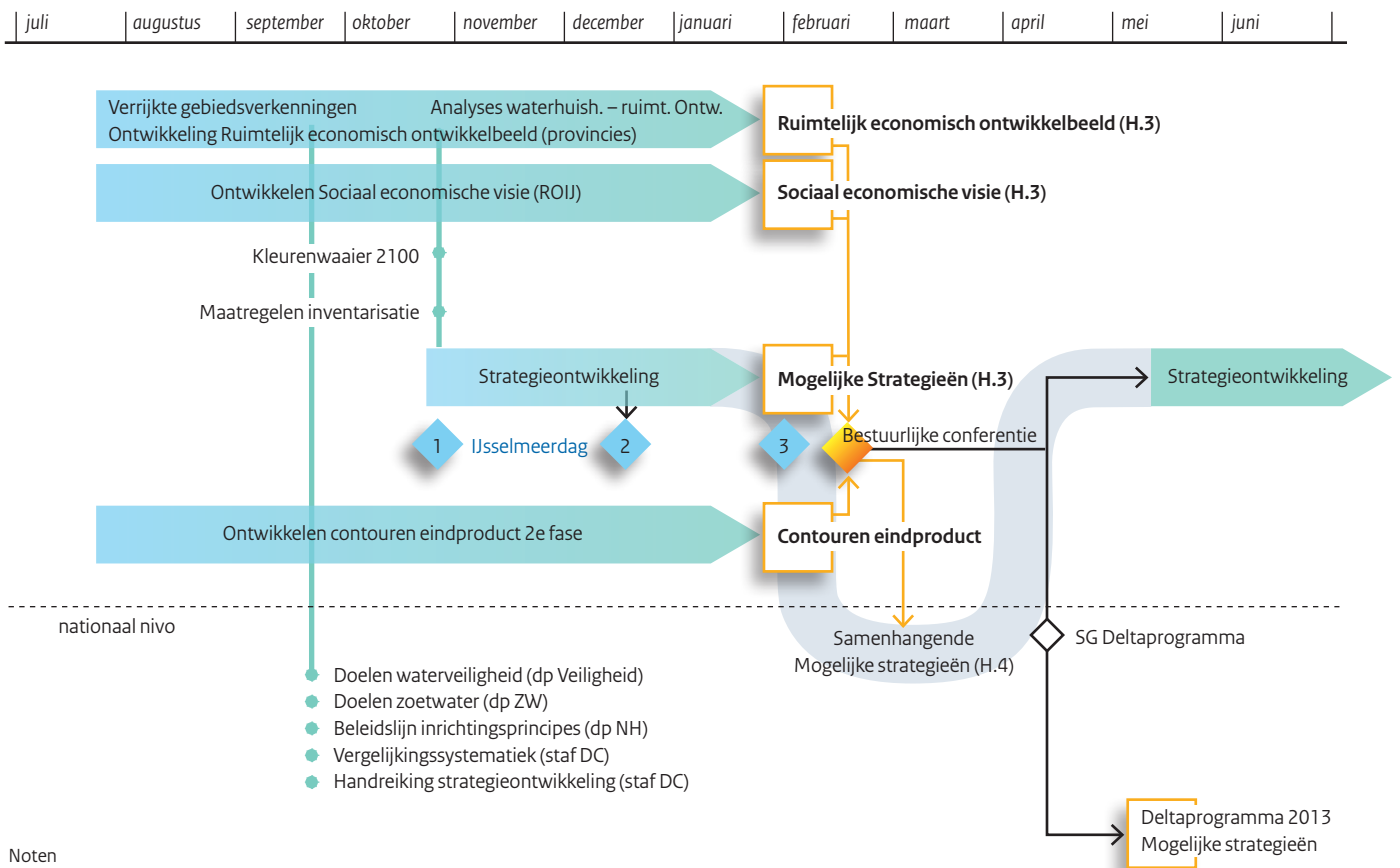 juli augustus september oktober november december januari februari maart april mei juni
Verrijkte gebiedsverkenningen Analyses waterhuish. – ruimt. Ontw.
Ontwikkeling Ruimtelijk economisch ontwikkelbeeld (provincies)
Ruimtelijk economisch ontwikkelbeeld (H.3)
Ontwikkelen Sociaal economische visie (ROIJ)
Sociaal economische visie (H.3)
Kleurenwaaier 2100
Maatregelen inventarisatie
Strategieontwikkeling
Mogelijke Strategieën (H.3)
Strategieontwikkeling
1 IJsselmeerdag 2 3
Bestuurlijke conferentie
Ontwikkelen contouren eindproduct 2e fase
Contouren eindproduct
nationaal nivo
Samenhangende
Mogelijke strategieën (H.4)
SG Deltaprogramma
Doelen waterveiligheid (dp Veiligheid)
Doelen zoetwater (dp ZW)
Beleidslijn inrichtingsprincipes (dp NH)
Vergelijkingssystematiek (staf DC)
Handreiking strategieontwikkeling (staf DC)
Deltaprogramma 2013
Mogelijke strategieën
Noten